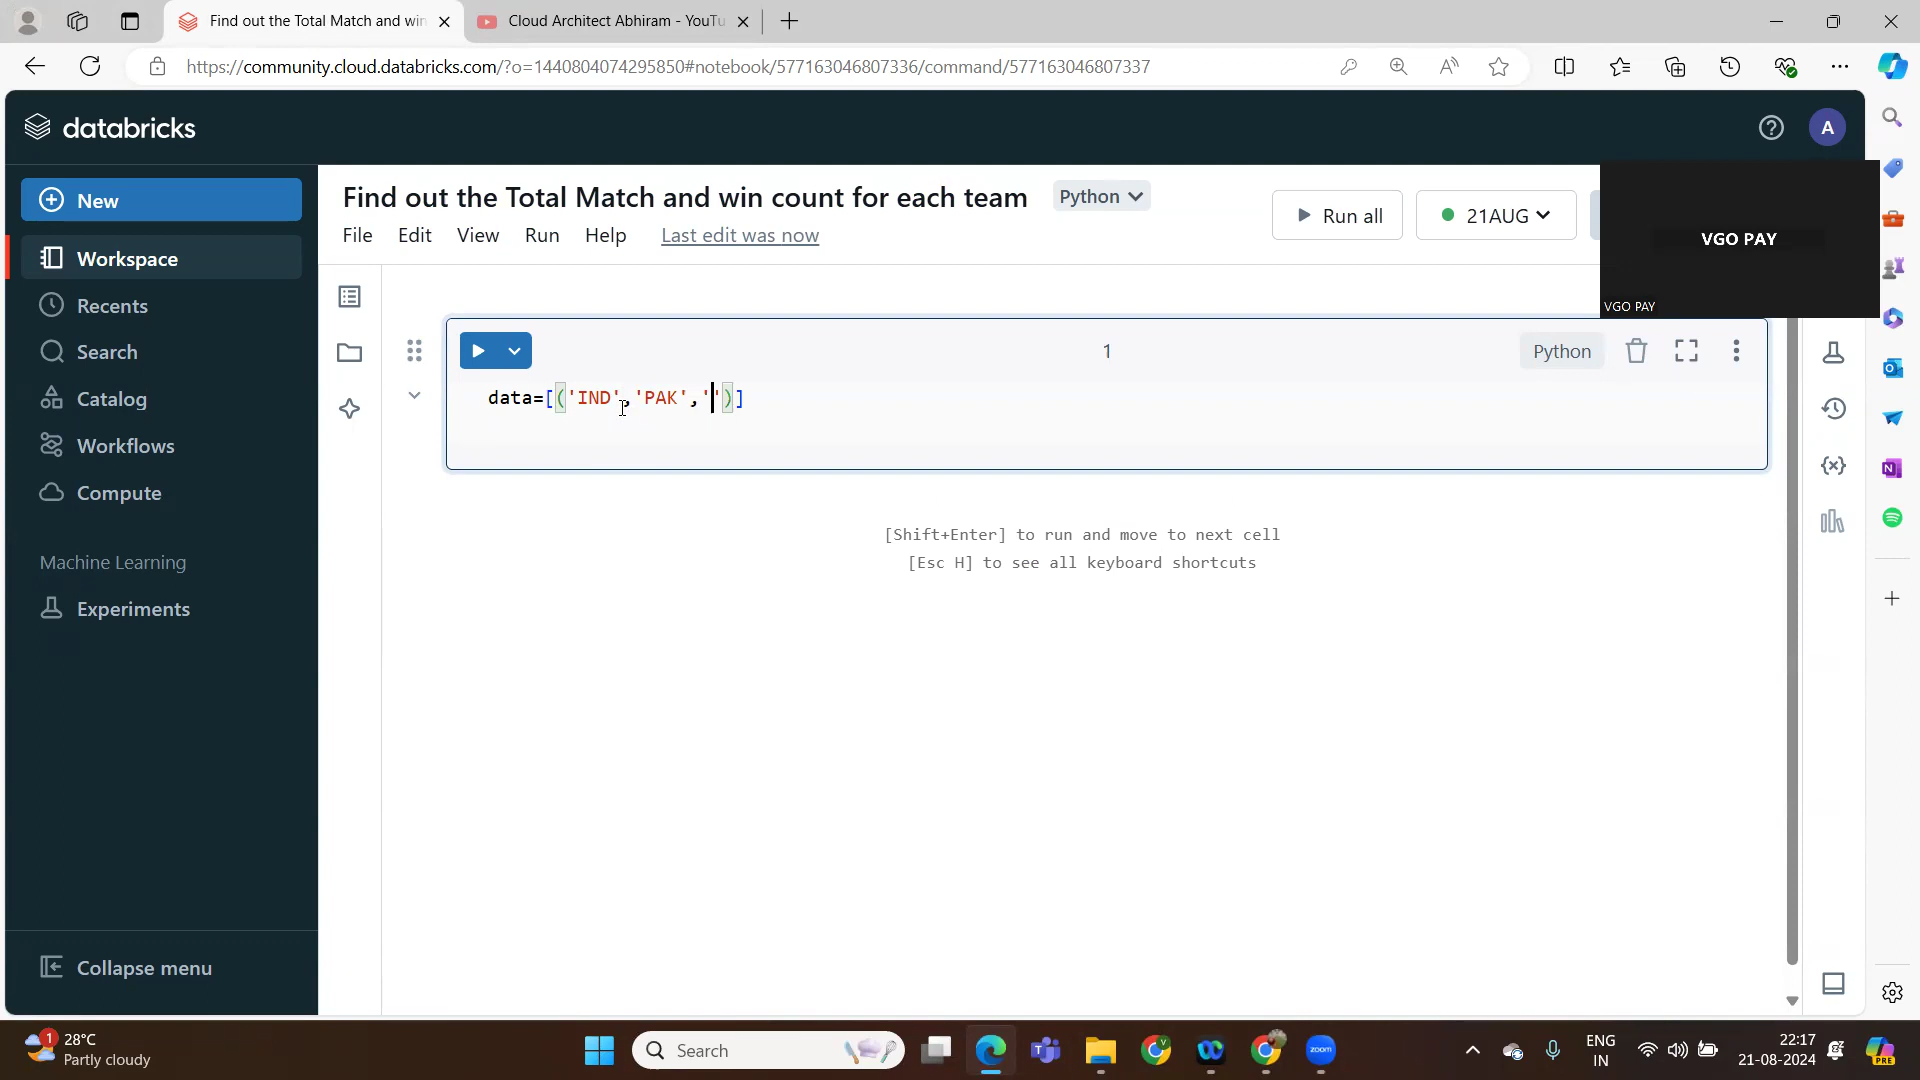 Find out the Total Match and win
Cloud Architect Abhiram - YouTu
https://community.cloud.databricks.com/?o=1440804074295850#notebook/577163046807336/command/577163046807337
databricks
A
New
Workspace
Recents
Search
Catalog
Workflows
Compute
Machine Learning
Experiments
Collapse menu
Find out the Total Match and win count for each team
Python
File Edit View Run Help Last edit was now
Run all
21AUG
VGO PAY
VGO PAY
1
Python
data=[('IND','PAK','')]
[Shift+Enter] to run and move to next cell
[Esc H] to see all keyboard shortcuts
1
28°C
Partly cloudy
Search
zoom
ENG
IN
22:17
21-08-2024
PRE